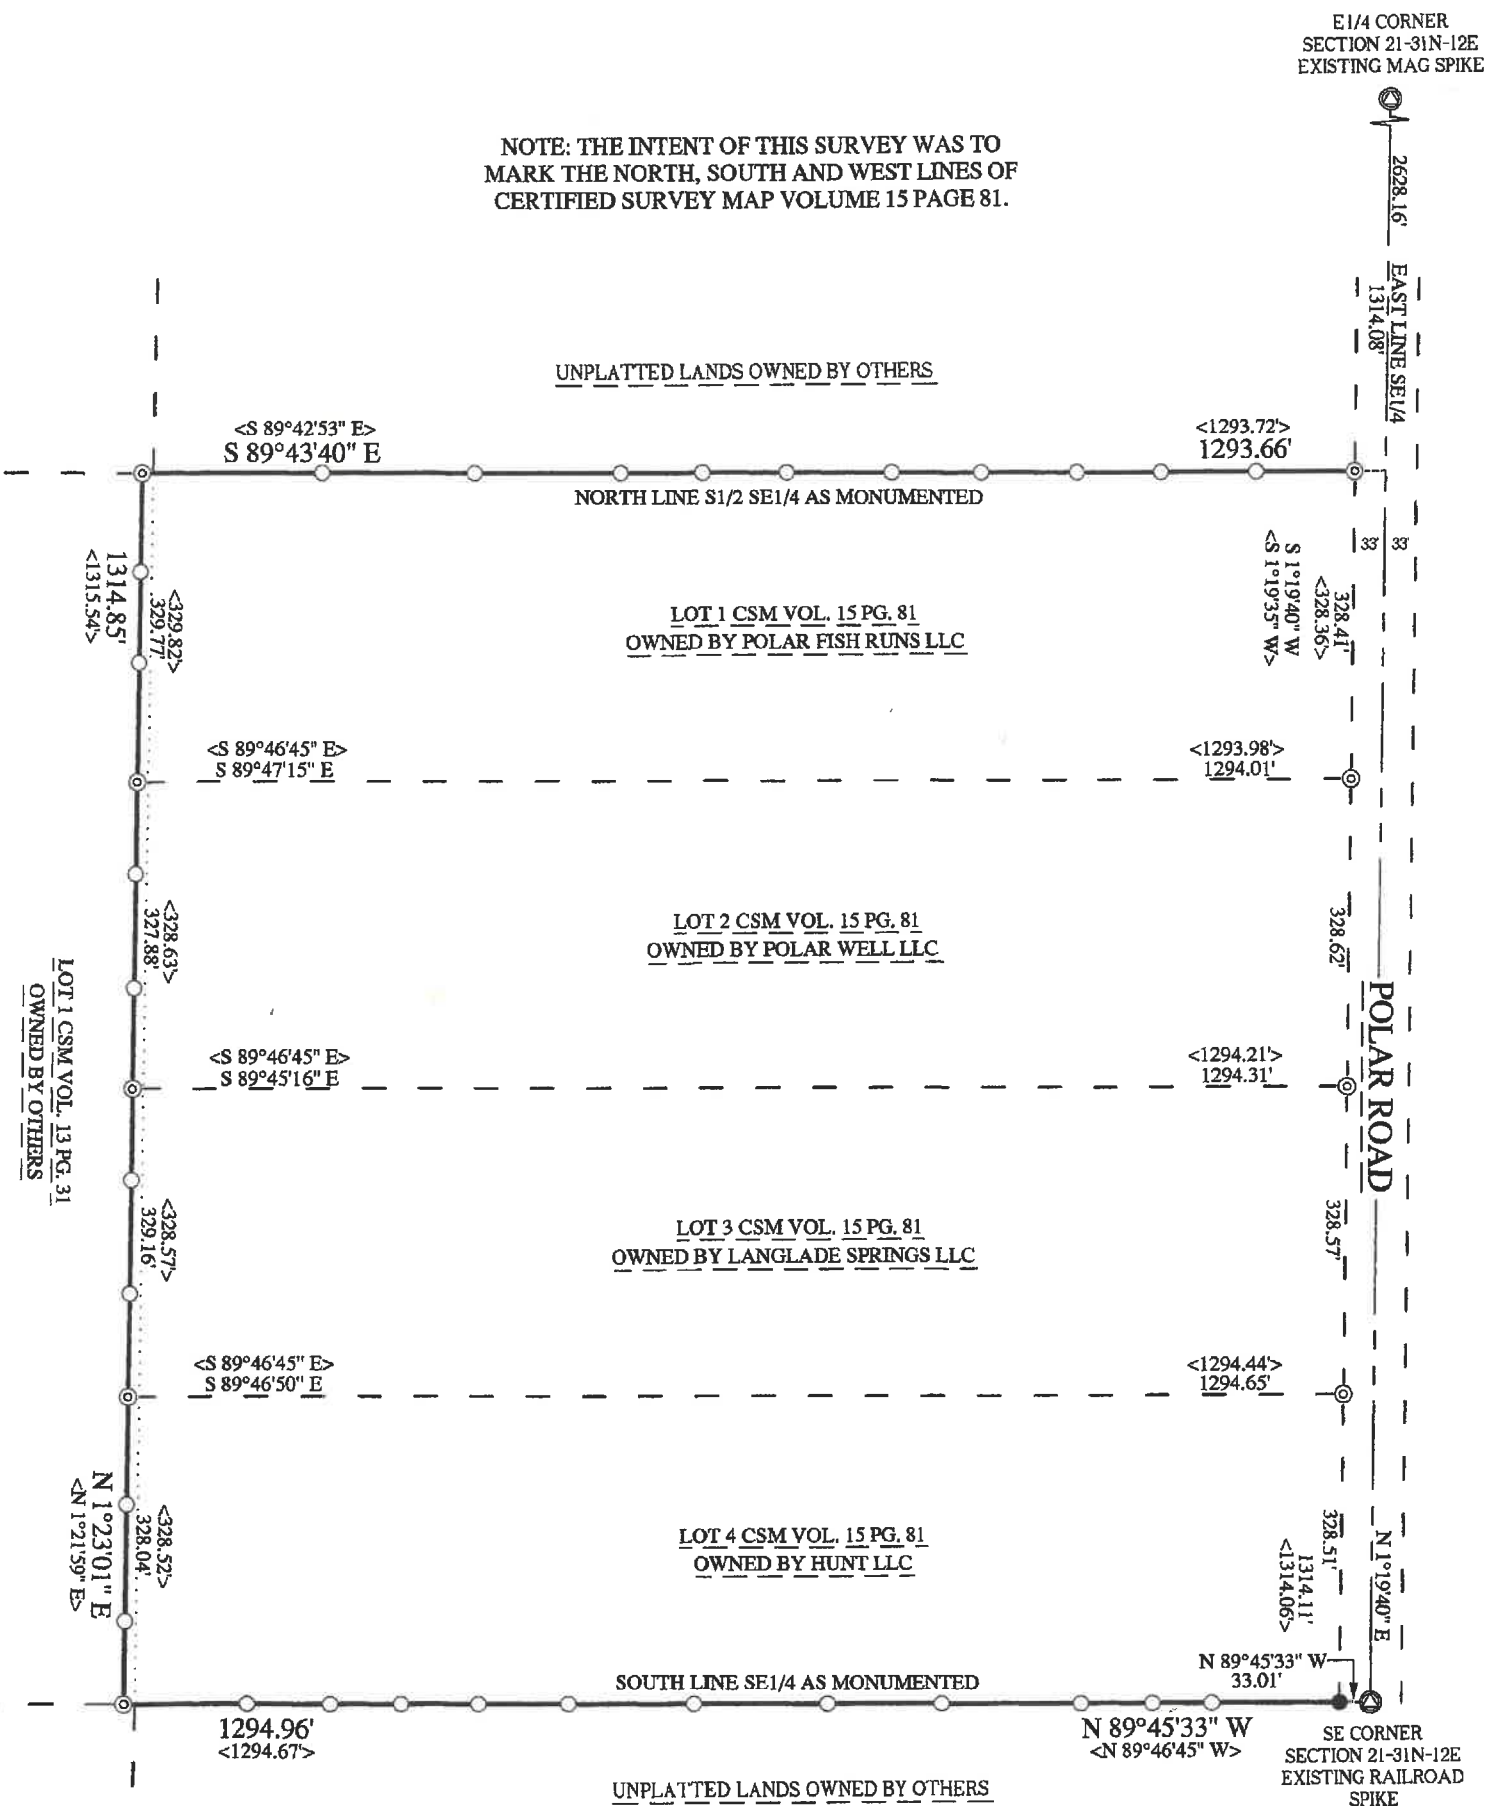 E1/4 CORNER
SECTION 21-31N-12E
EXISTING MAG SPIKE
NOTE: THE INTENT OF THIS SURVEY WAS TO
MARK THE NORTH, SOUTH AND WEST LINES OF
CERTIFIED SURVEY MAP VOLUME 15 PAGE 81.
2628.16'
EAST LINE SE1/4
1314.08'
UNPLATTED LANDS OWNED BY OTHERS
<S 89°42'53" E>
S 89°43'40" E
<1293.72'>
1293.66'
NORTH LINE S1/2 SE1/4 AS MONUMENTED
33'
33'
1314.85'
<1315.54'>
<329.82'>
329.77'
LOT 1 CSM VOL. 15 PG. 81
OWNED BY POLAR FISH RUNS LLC
S 1°19'40" W
<S 1°19'35" W>
328.41'
<328.36'>
<S 89°46'45" E>
S 89°47'15" E
<1293.98'>
1294.01'
<328.63'>
327.88'
LOT 2 CSM VOL. 15 PG. 81
OWNED BY POLAR WELL LLC
328.62'
POLAR ROAD
LOT 1 CSM VOL. 13 PG. 31
OWNED BY OTHERS
<S 89°46'45" E>
S 89°45'16" E
<1294.21'>
1294.31'
<328.57'>
329.16'
LOT 3 CSM VOL. 15 PG. 81
OWNED BY LANGLADE SPRINGS LLC
328.57'
<S 89°46'45" E>
S 89°46'50" E
<1294.44'>
1294.65'
N 1°23'01" E
<N 1°21'59" E>
<328.52'>
328.04'
LOT 4 CSM VOL. 15 PG. 81
OWNED BY HUNT LLC
328.51'
1314.11'
<1314.06'>
N 1°19'40" E
N 89°45'33" W
33.01'
SOUTH LINE SE1/4 AS MONUMENTED
1294.96'
<1294.67'>
N 89°45'33" W
<N 89°46'45" W>
SE CORNER
SECTION 21-31N-12E
EXISTING RAILROAD
SPIKE
UNPLATTED LANDS OWNED BY OTHERS